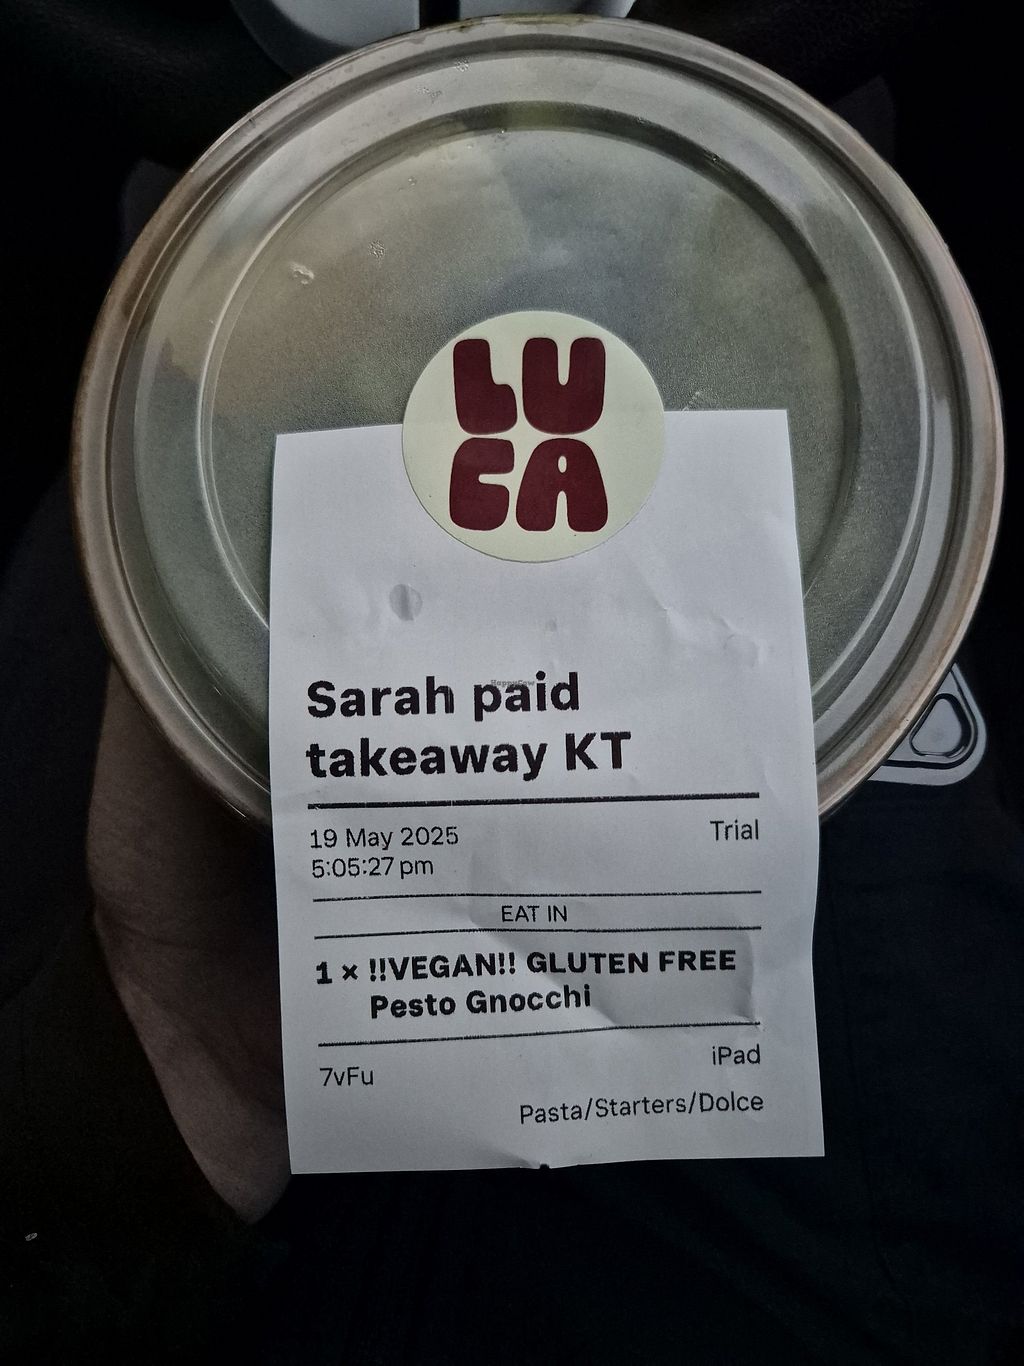 LU
CA
HappyCow
Sarah paid
takeaway KT
19 May 2025
Trial
5:05:27 pm
EAT IN
1 × !!VEGAN!! GLUTEN FREE
Pesto Gnocchi
iPad
7vFu
Pasta/Starters/Dolce